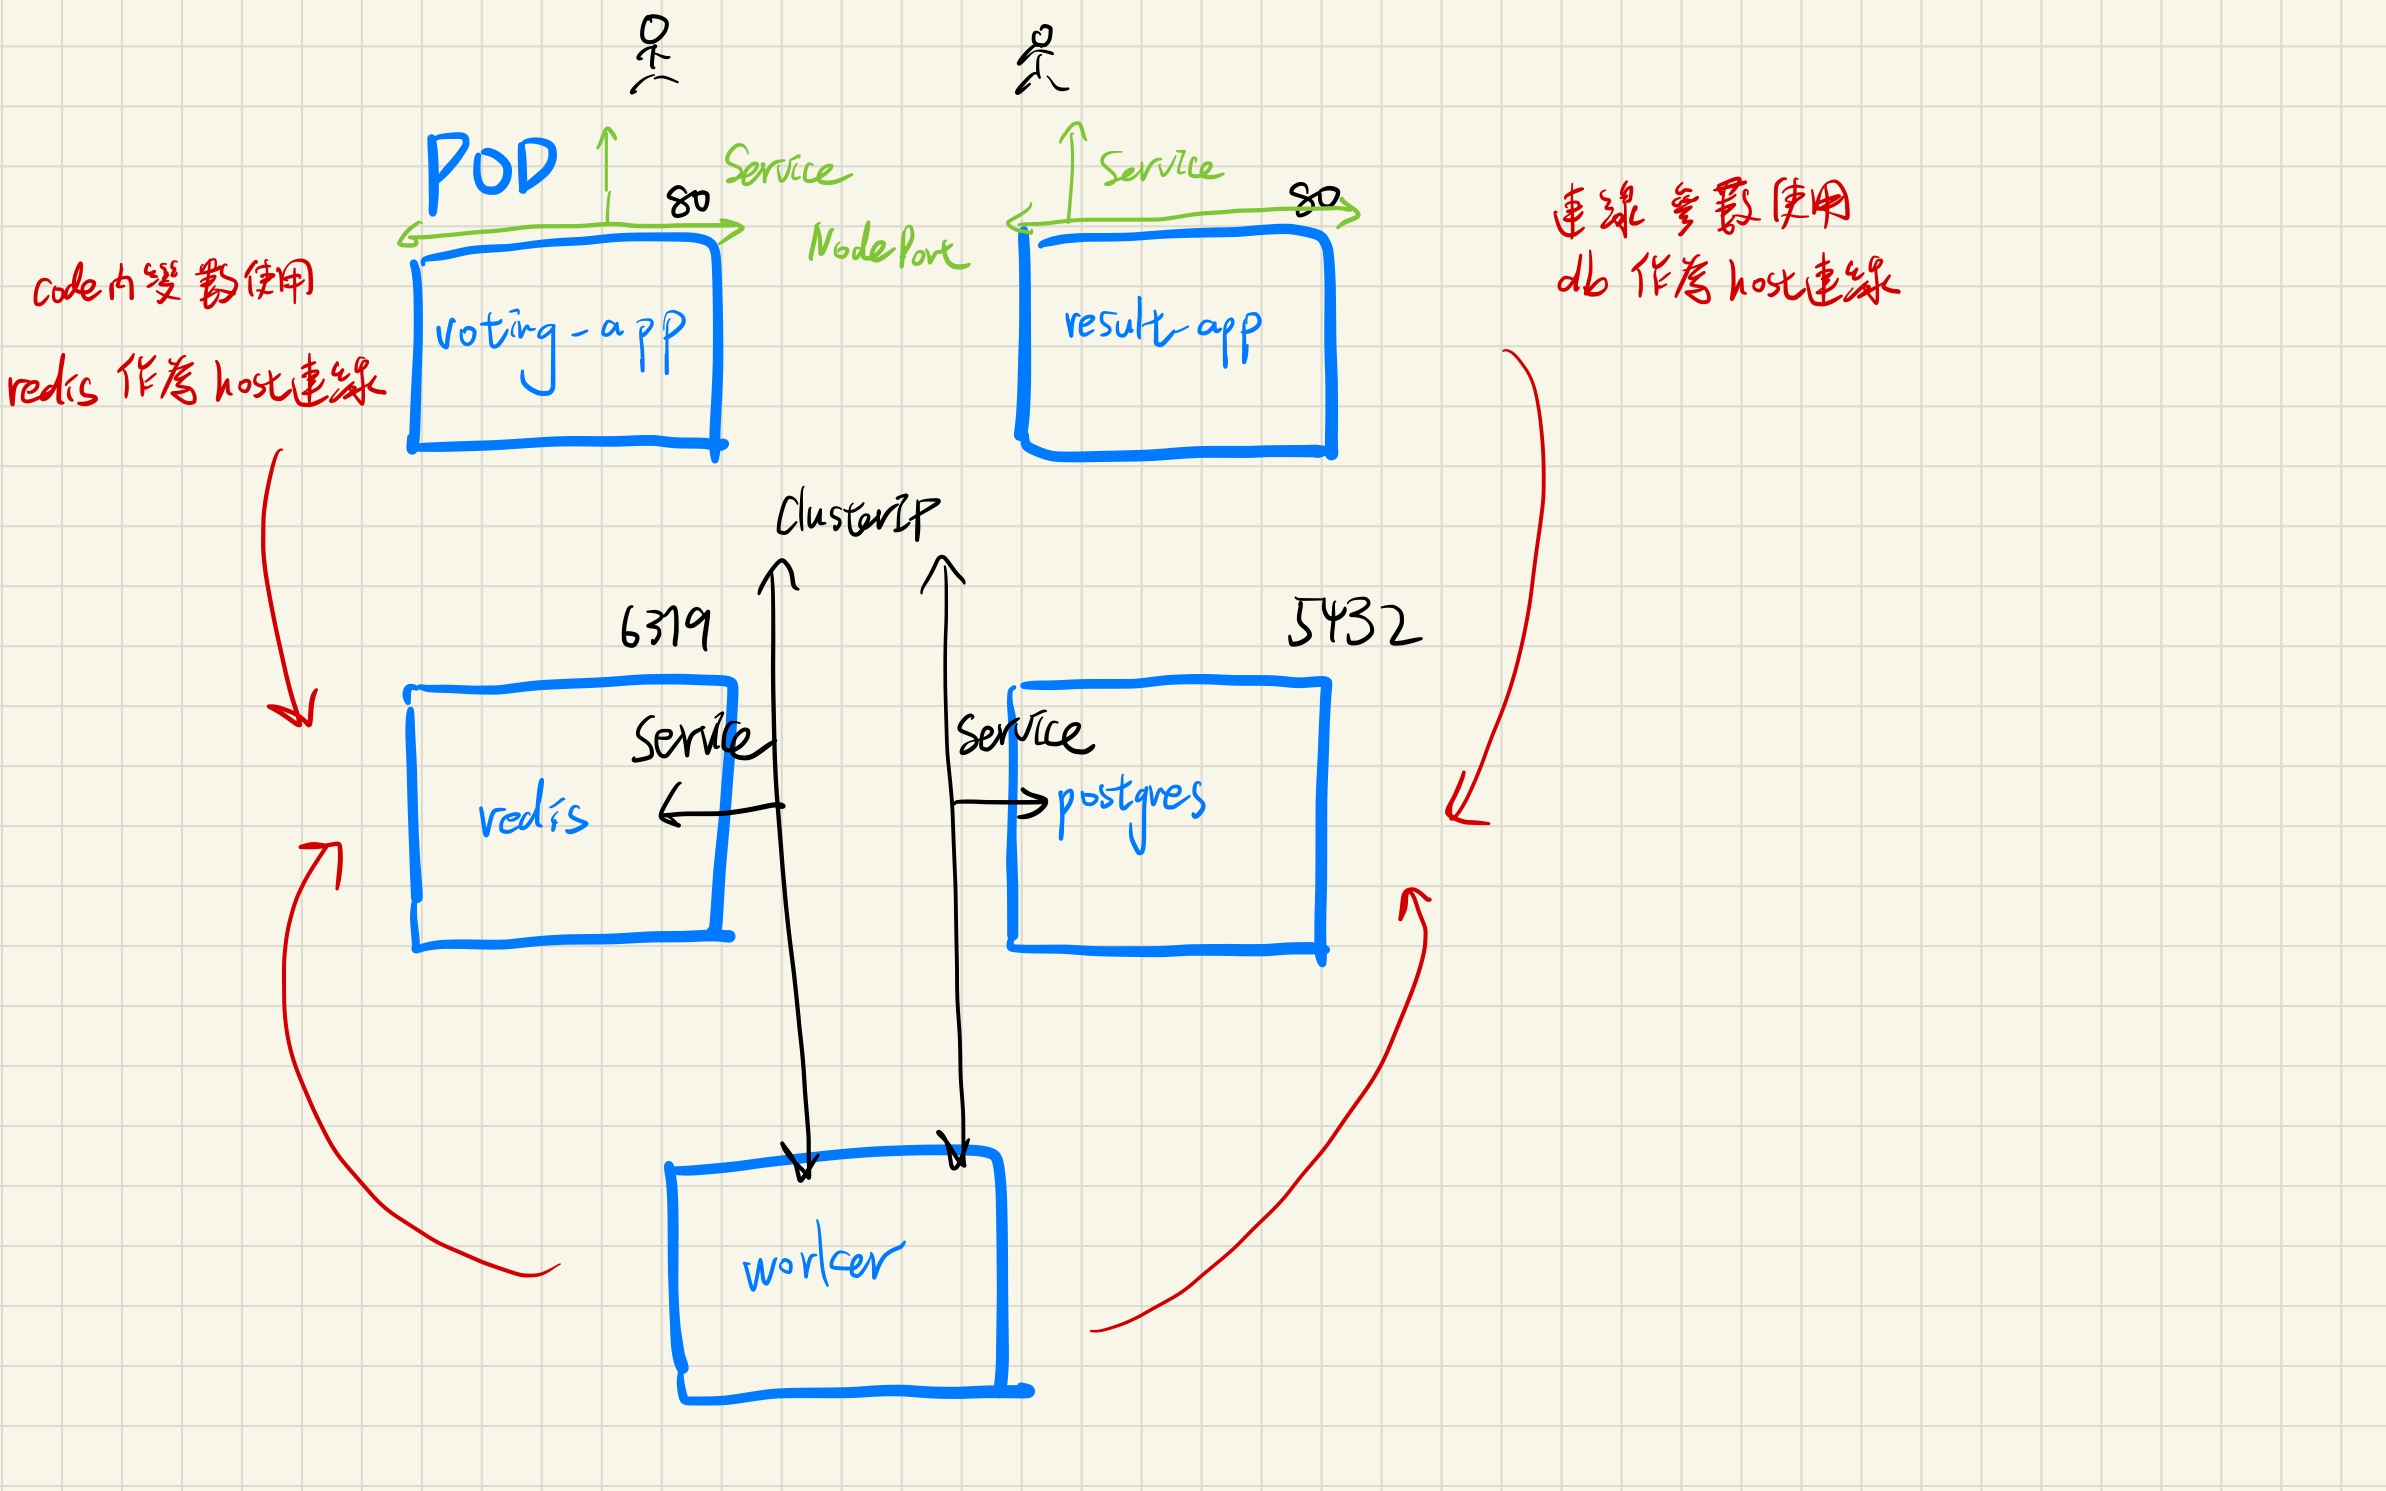 POD
Service
80
NodePort
Service
80
code內變數使用
redis 作為 host連線
voting-app
result-app
連線 參數使用
db 作為 host連線
ClusterIP
6379
5432
Service
redis
Service
postgres
worker